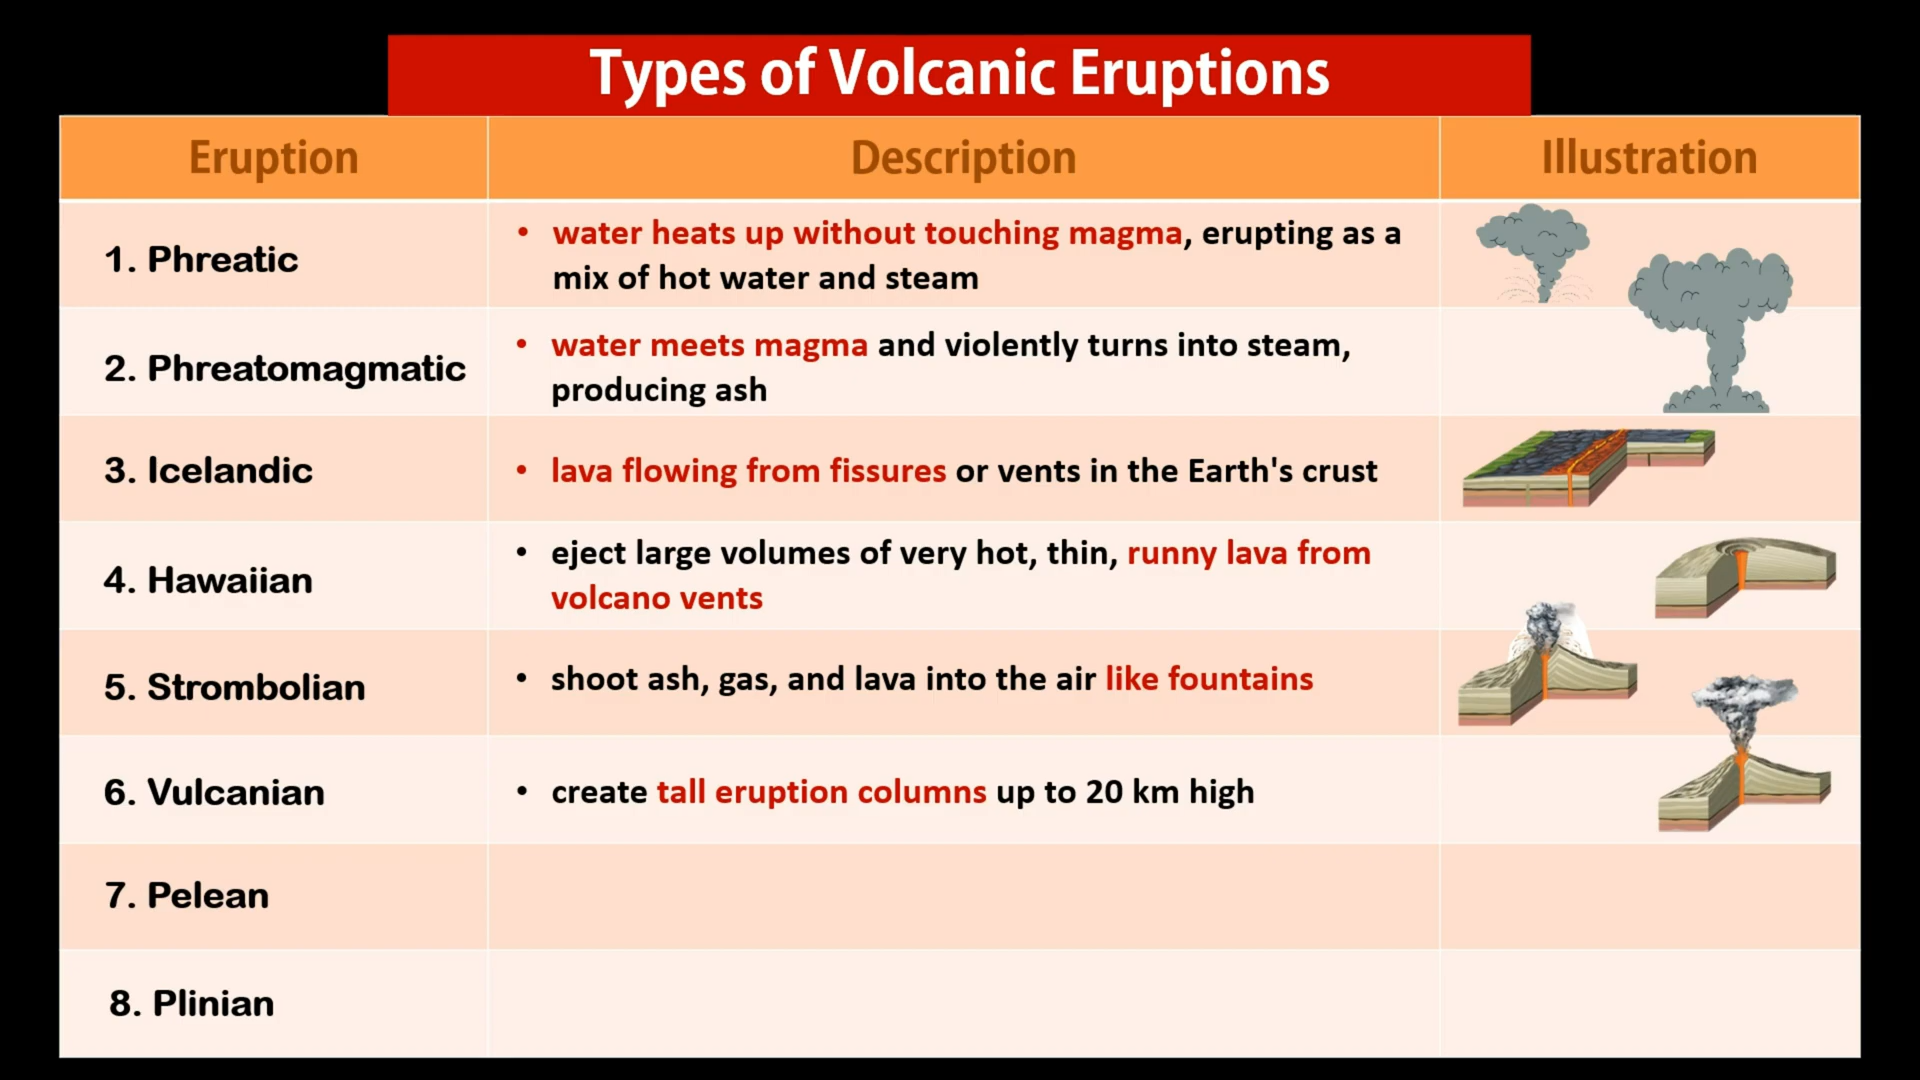 Types of Volcanic Eruptions
Eruption
Description
Illustration
1. Phreatic
• water heats up without touching magma, erupting as a
mix of hot water and steam
2. Phreatomagmatic
• water meets magma and violently turns into steam,
producing ash
3. Icelandic
• lava flowing from fissures or vents in the Earth's crust
4. Hawaiian
• eject large volumes of very hot, thin, runny lava from
volcano vents
5. Strombolian
• shoot ash, gas, and lava into the air like fountains
6. Vulcanian
• create tall eruption columns up to 20 km high
7. Pelean
8. Plinian